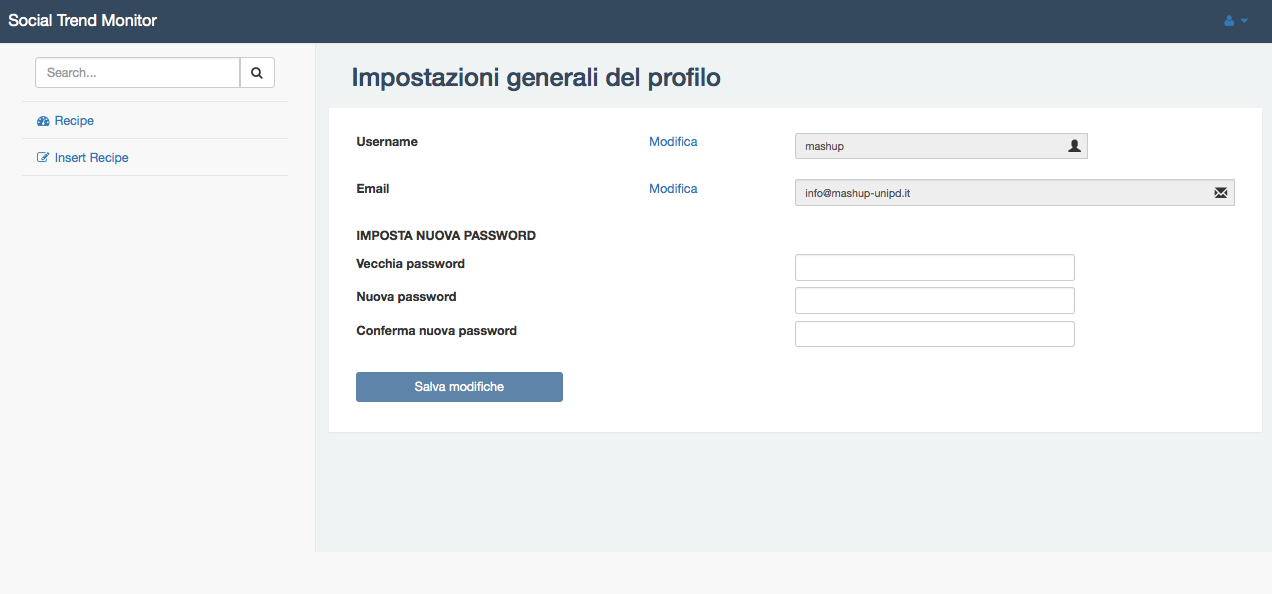 Social Trend Monitor
Search...
Recipe
Insert Recipe
Impostazioni generali del profilo
Username Modifica mashup
Email Modifica info@mashup-unipd.it
IMPOSTA NUOVA PASSWORD
Vecchia password
Nuova password
Conferma nuova password
Salva modifiche